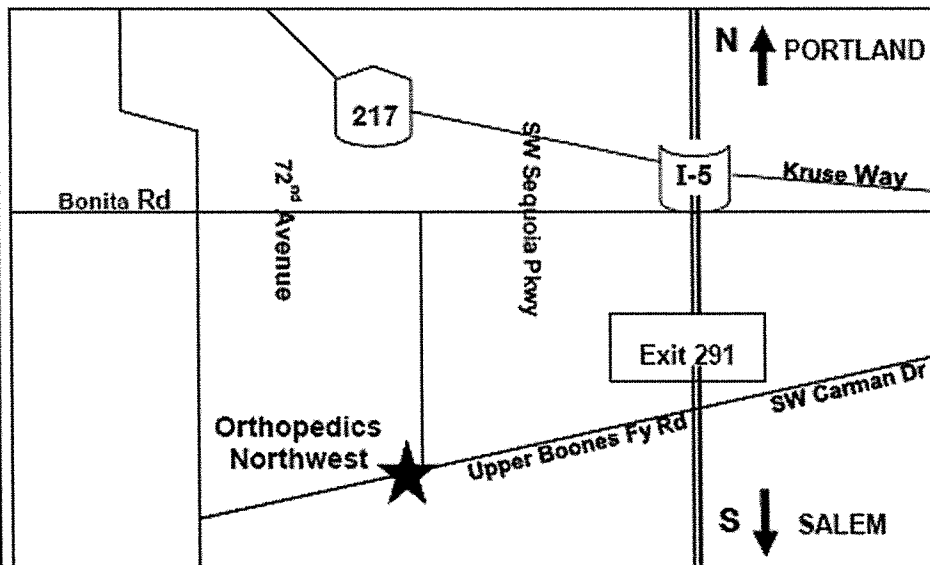 N
PORTLAND
217
I-5
Kruse Way
Bonita Rd
72nd Avenue
SW Sequoia Pkwy
Exit 291
SW Carman Dr
Orthopedics
Northwest
Upper Boones Fy Rd
S
SALEM